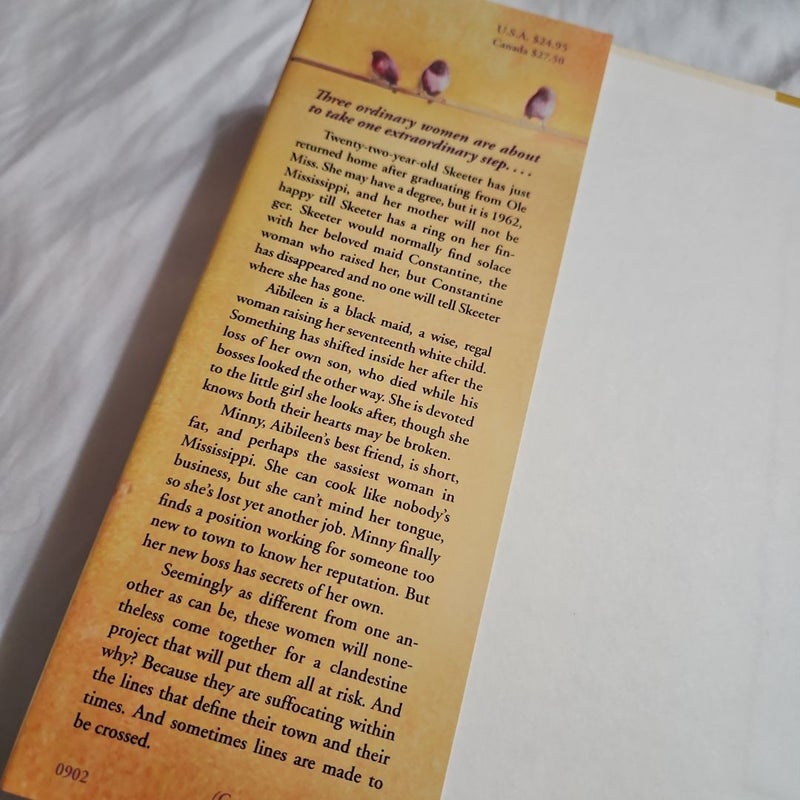 U.S.A. $24.95
Canada $27.50
Three ordinary women are about
to take one extraordinary step. . . .
Twenty-two-year-old Skeeter has just
returned home after graduating from Ole
Miss. She may have a degree, but it is 1962,
Mississippi, and her mother will not be
happy till Skeeter has a ring on her fin-
ger. Skeeter would normally find solace
with her beloved maid Constantine, the
woman who raised her, but Constantine
has disappeared and no one will tell Skeeter
where she has gone.
Aibileen is a black maid, a wise, regal
woman raising her seventeenth white child.
Something has shifted inside her after the
loss of her own son, who died while his
bosses looked the other way. She is devoted
to the little girl she looks after, though she
knows both their hearts may be broken.
Minny, Aibileen's best friend, is short,
fat, and perhaps the sassiest woman in
Mississippi. She can cook like nobody's
business, but she can't mind her tongue,
so she's lost yet another job. Minny finally
finds a position working for someone too
new to town to know her reputation. But
her new boss has secrets of her own.
Seemingly as different from one an-
other as can be, these women will none-
theless come together for a clandestine
project that will put them all at risk. And
why? Because they are suffocating within
the lines that define their town and their
times. And sometimes lines are made to
be crossed.
0902